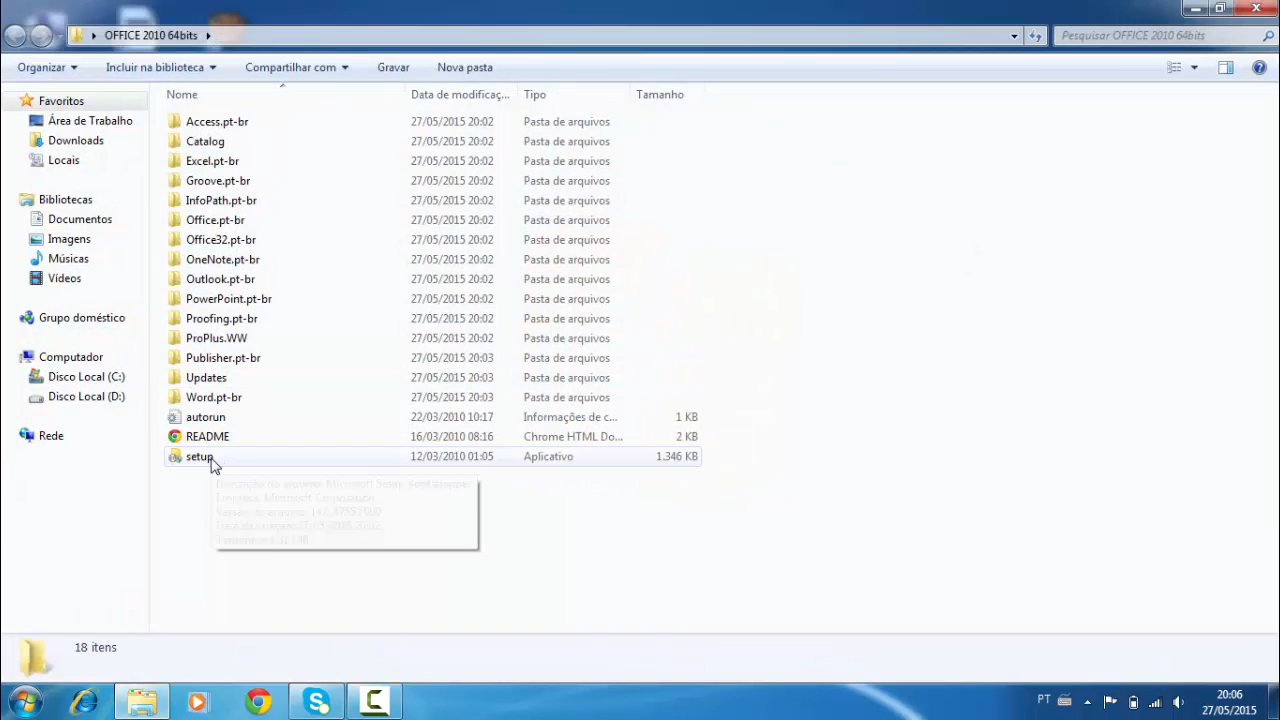 OFFICE 2010 64bits
Pesquisar OFFICE 2010 64bits
Organizar
Incluir na biblioteca
Compartilhar com
Gravar
Nova pasta
Favoritos
Área de Trabalho
Downloads
Locais
Bibliotecas
Documentos
Imagens
Músicas
Vídeos
Grupo doméstico
Computador
Disco Local (C:)
Disco Local (D:)
Rede
Nome Data de modificaç... Tipo Tamanho
Access.pt-br 27/05/2015 20:02 Pasta de arquivos
Catalog 27/05/2015 20:02 Pasta de arquivos
Excel.pt-br 27/05/2015 20:02 Pasta de arquivos
Groove.pt-br 27/05/2015 20:02 Pasta de arquivos
InfoPath.pt-br 27/05/2015 20:02 Pasta de arquivos
Office.pt-br 27/05/2015 20:02 Pasta de arquivos
Office32.pt-br 27/05/2015 20:02 Pasta de arquivos
OneNote.pt-br 27/05/2015 20:02 Pasta de arquivos
Outlook.pt-br 27/05/2015 20:02 Pasta de arquivos
PowerPoint.pt-br 27/05/2015 20:02 Pasta de arquivos
Proofing.pt-br 27/05/2015 20:02 Pasta de arquivos
ProPlus.WW 27/05/2015 20:02 Pasta de arquivos
Publisher.pt-br 27/05/2015 20:03 Pasta de arquivos
Updates 27/05/2015 20:03 Pasta de arquivos
Word.pt-br 27/05/2015 20:03 Pasta de arquivos
autorun 22/03/2010 10:17 Informações de c... 1 KB
README 16/03/2010 08:16 Chrome HTML Do... 2 KB
setup 12/03/2010 01:05 Aplicativo 1.346 KB
Microsoft Corporation
18 itens
PT
20:06
27/05/2015